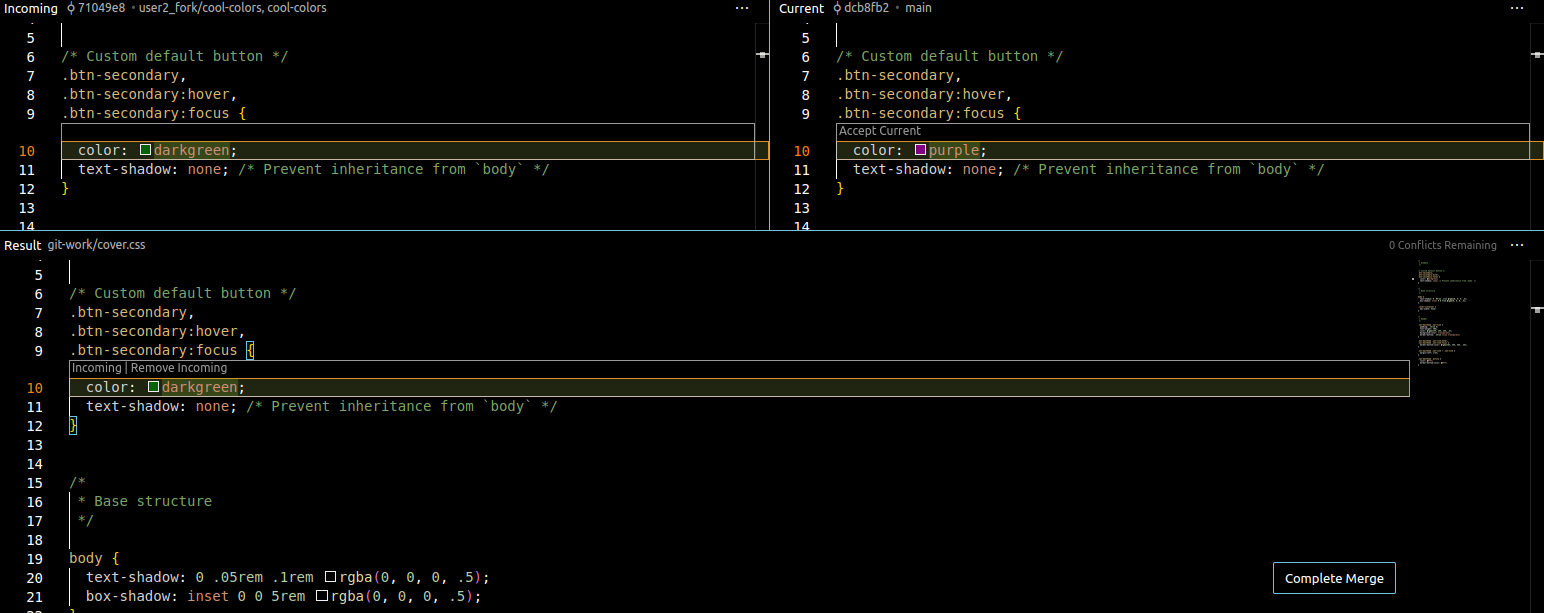 Incoming 71049e8 • user2_fork/cool-colors, cool-colors ···
5
6 /* Custom default button */
7 .btn-secondary,
8 .btn-secondary:hover,
9 .btn-secondary:focus {
10 color: darkgreen;
11 text-shadow: none; /* Prevent inheritance from `body` */
12 }
13
14
Current dcb8fb2 • main ···
5
6 /* Custom default button */
7 .btn-secondary,
8 .btn-secondary:hover,
9 .btn-secondary:focus {
Accept Current
10 color: purple;
11 text-shadow: none; /* Prevent inheritance from `body` */
12 }
13
14
Result git-work/cover.css 0 Conflicts Remaining ···
5
6 /* Custom default button */
7 .btn-secondary,
8 .btn-secondary:hover,
9 .btn-secondary:focus {
Incoming | Remove Incoming
10 color: darkgreen;
11 text-shadow: none; /* Prevent inheritance from `body` */
12 }
13
14
15 /*
16 * Base structure
17 */
18
19 body {
20 text-shadow: 0 .05rem .1rem rgba(0, 0, 0, .5);
21 box-shadow: inset 0 0 5rem rgba(0, 0, 0, .5);
22 }
Complete Merge